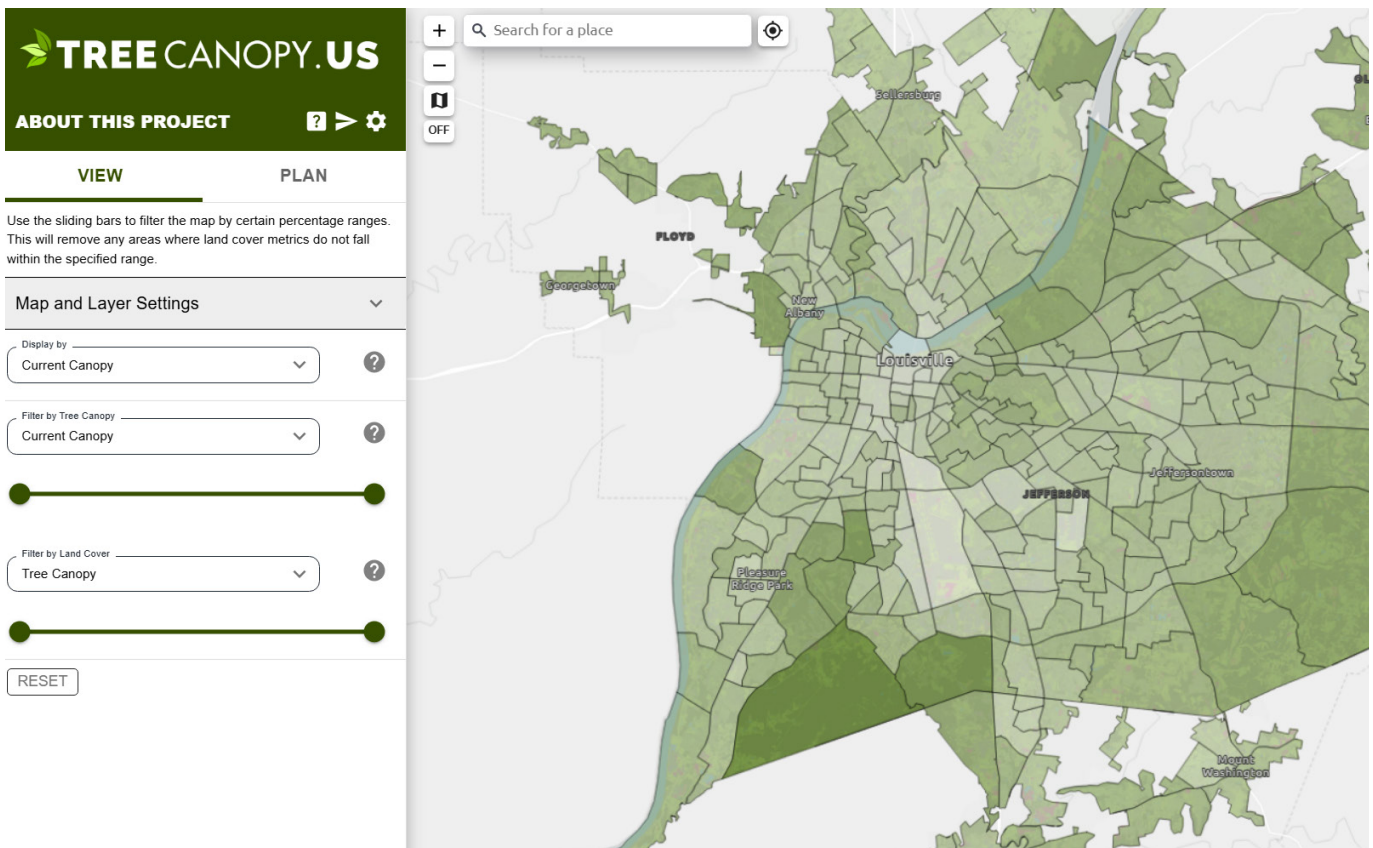 TREECANOPY.US
ABOUT THIS PROJECT
?
VIEW
PLAN
Use the sliding bars to filter the map by certain percentage ranges.
This will remove any areas where land cover metrics do not fall
within the specified range.
Map and Layer Settings
Display by
Current Canopy
?
Filter by Tree Canopy
Current Canopy
?
Filter by Land Cover
Tree Canopy
?
RESET
+
Search for a place
−
OFF
Sellersburg
FLOYD
Georgetown
New
Albany
Louisville
Jeffersontown
JEFFERSON
Pleasure
Ridge Park
Mount
Washington